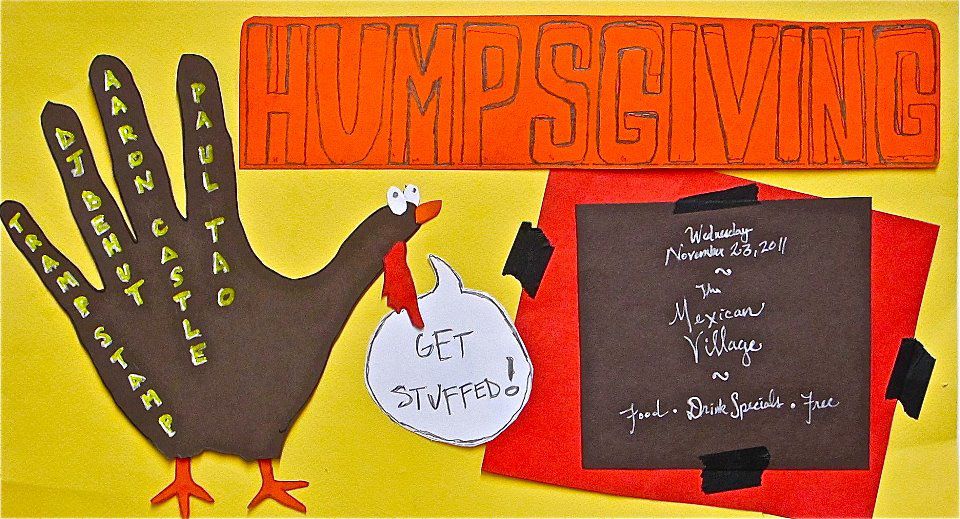 HUMPSGIVING
TRAMP STAMP
DJ BEHUT
AARON CASTLE
PAUL TAO
GET
STUFFED!
Wednesday
November 23, 2011
~
The
Mexican
Village
~
Food • Drink Specials • Free